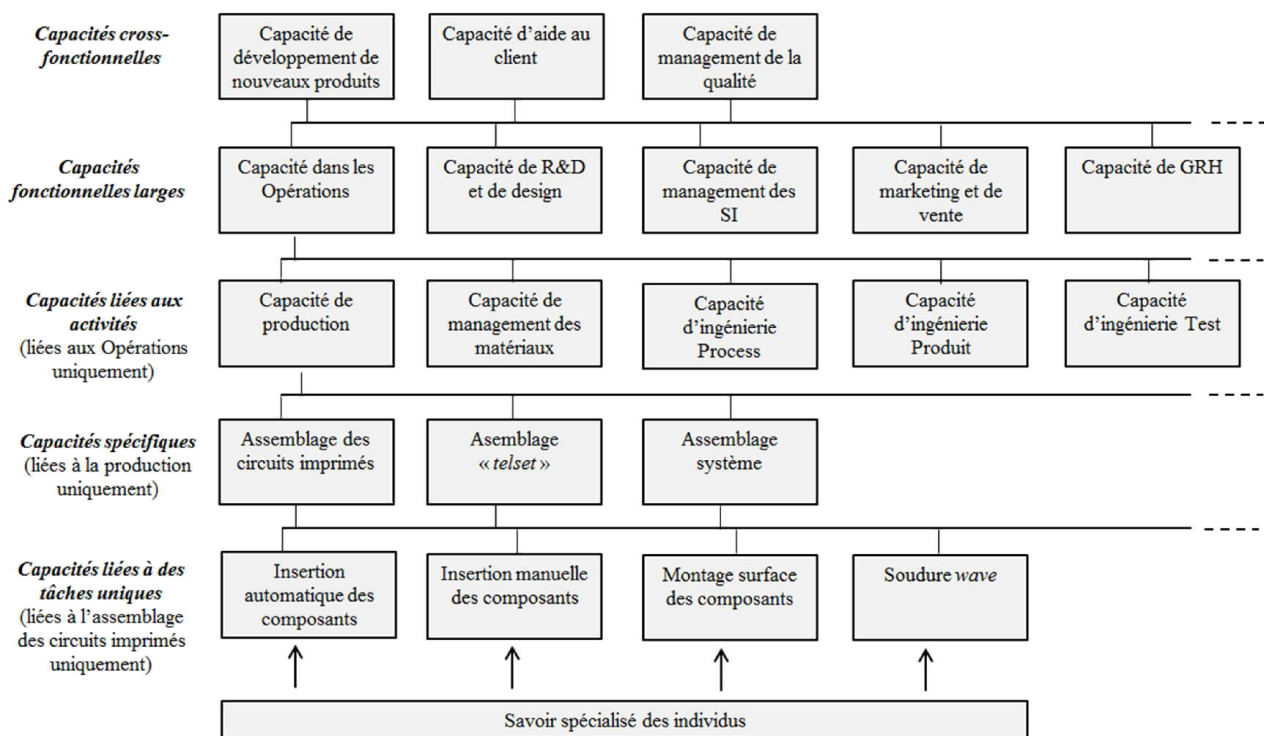 Capacités cross-
fonctionnelles
Capacité de
développement de
nouveaux produits
Capacité d’aide au
client
Capacité de
management de la
qualité
Capacités
fonctionnelles larges
Capacité dans les
Opérations
Capacité de R&D
et de design
Capacité de
management des
SI
Capacité de
marketing et de
vente
Capacité de GRH
Capacités liées aux
activités
(liées aux Opérations
uniquement)
Capacité de
production
Capacité de
management des
matériaux
Capacité
d’ingénierie
Process
Capacité
d’ingénierie
Produit
Capacité
d’ingénierie Test
Capacités spécifiques
(liées à la production
uniquement)
Assemblage des
circuits imprimés
Asemblage
« telset »
Assemblage
système
Capacités liées à des
tâches uniques
(liées à l’assemblage
des circuits imprimés
uniquement)
Insertion
automatique des
composants
Insertion manuelle
des composants
Montage surface
des composants
Soudure wave
Savoir spécialisé des individus